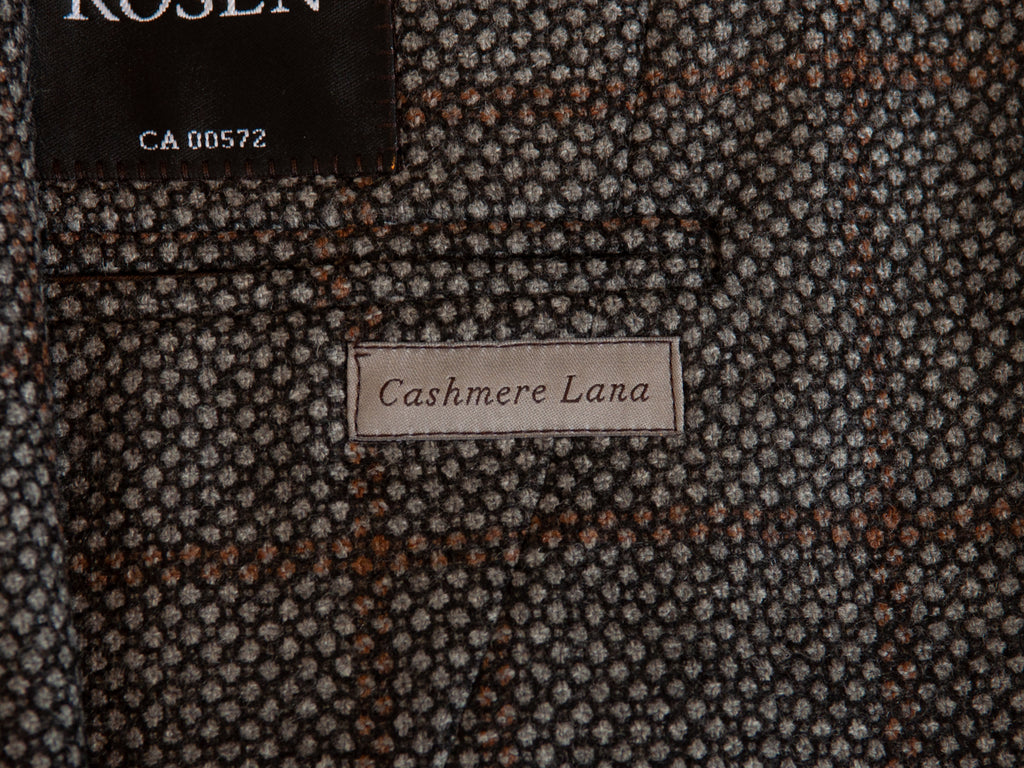 ROSEN
CA 00572
Cashmere Lana